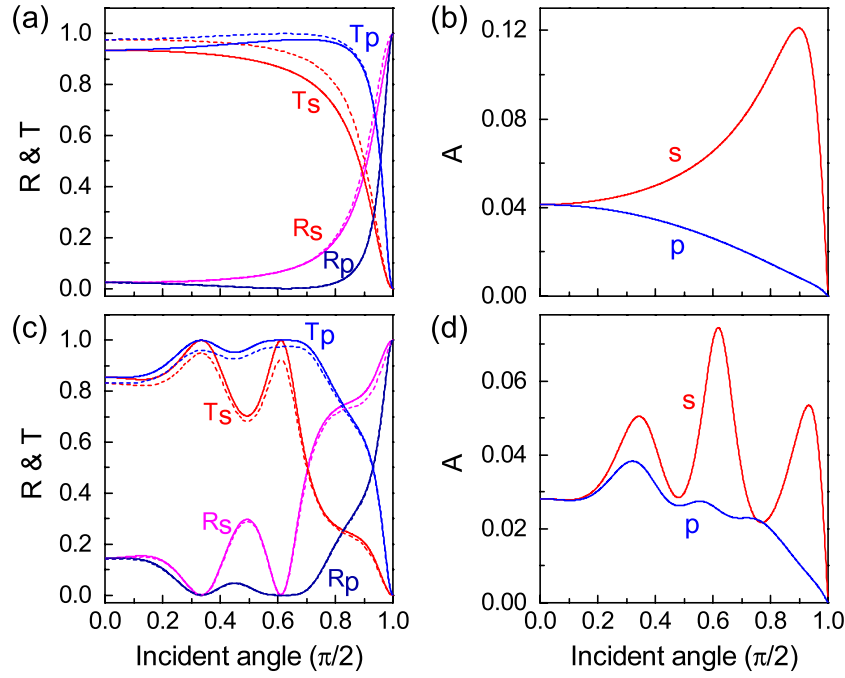 (a)
R & T
1.0
0.8
0.6
0.4
0.2
0.0
Tp
Ts
Rs
Rp
(b)
A
0.12
0.08
0.04
0.00
s
p
(c)
R & T
1.0
0.8
0.6
0.4
0.2
0.0
Tp
Ts
Rs
Rp
0.0 0.2 0.4 0.6 0.8 1.0
Incident angle (π/2)
(d)
A
0.06
0.04
0.02
0.00
s
p
0.0 0.2 0.4 0.6 0.8 1.0
Incident angle (π/2)